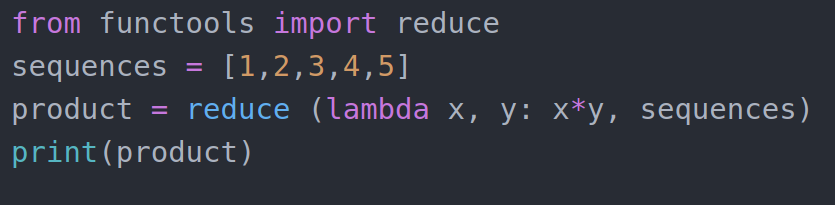 from functools import reduce
sequences = [1,2,3,4,5]
product = reduce (lambda x, y: x*y, sequences)
print(product)